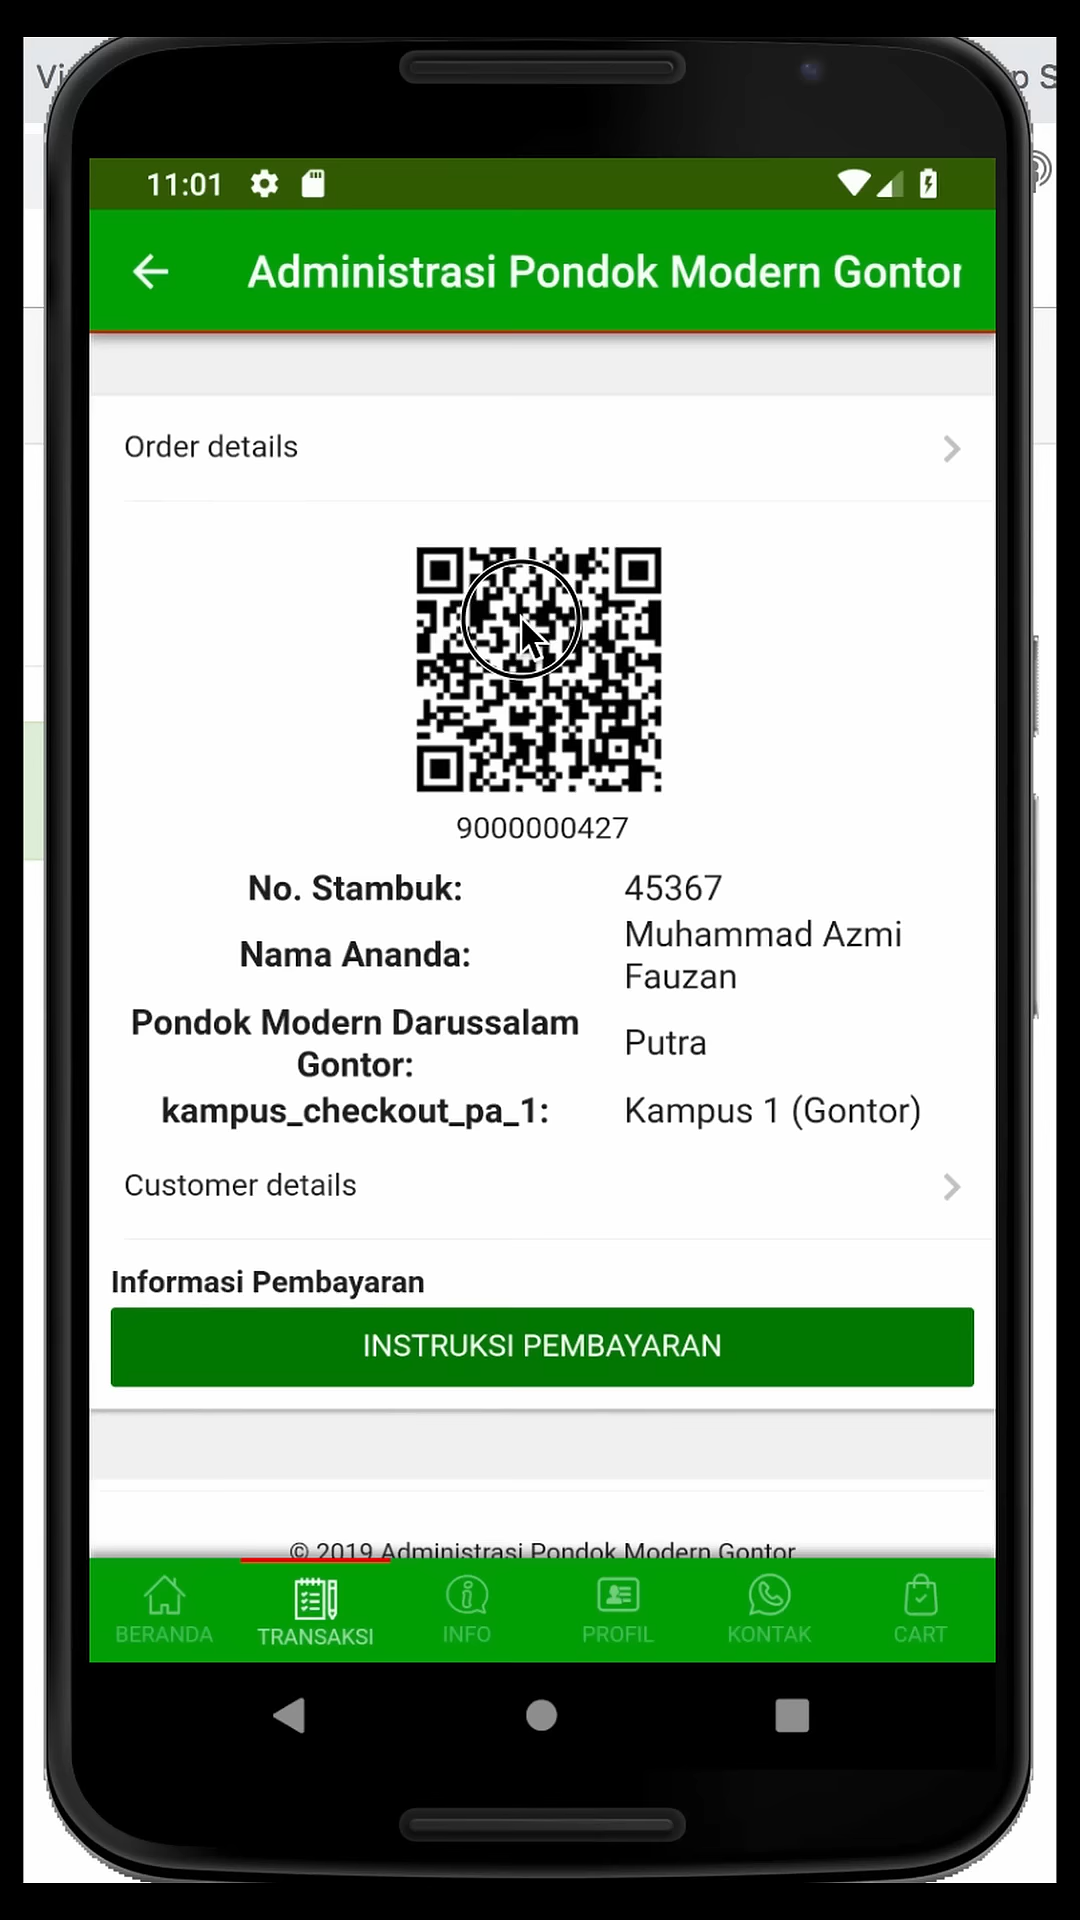 11:01
Administrasi Pondok Modern Gontor
Order details
9000000427
No. Stambuk: 45367
Nama Ananda: Muhammad Azmi
Fauzan
Pondok Modern Darussalam
Gontor: Putra
kampus_checkout_pa_1: Kampus 1 (Gontor)
Customer details
Informasi Pembayaran
INSTRUKSI PEMBAYARAN
© 2019 Administrasi Pondok Modern Gontor
BERANDA TRANSAKSI INFO PROFIL KONTAK CART